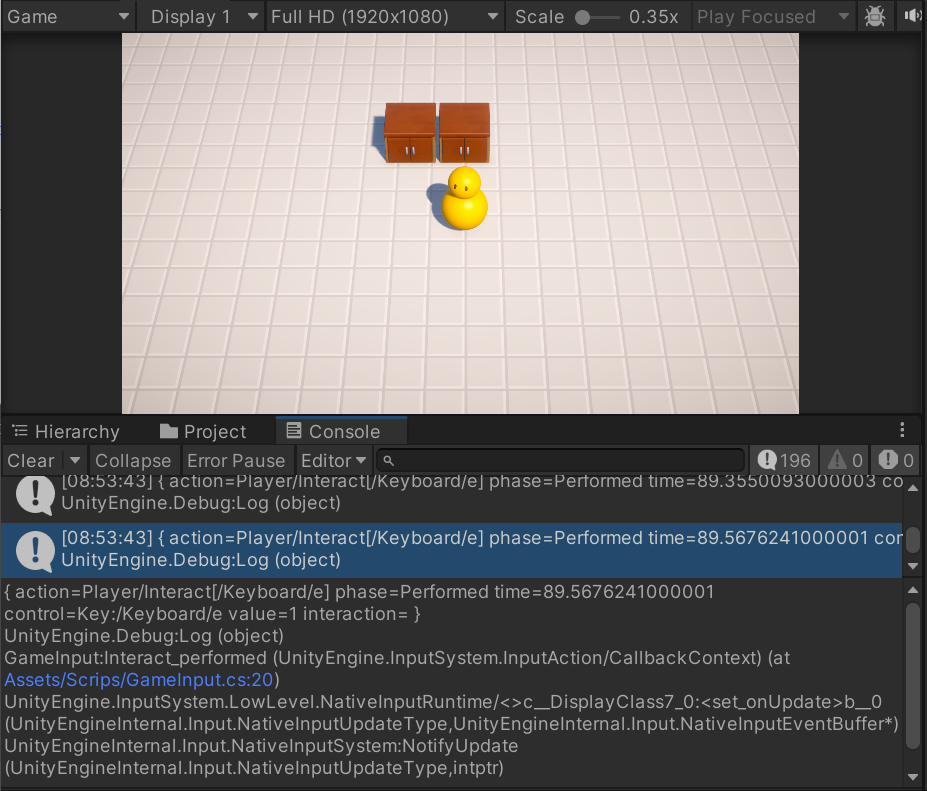 Game Display 1 Full HD (1920x1080) Scale 0.35x Play Focused
Hierarchy Project Console
Clear Collapse Error Pause Editor 196 0 0
[08:53:43] { action=Player/Interact[/Keyboard/e] phase=Performed time=89.3550093000003 co
UnityEngine.Debug:Log (object)
[08:53:43] { action=Player/Interact[/Keyboard/e] phase=Performed time=89.5676241000001 cor
UnityEngine.Debug:Log (object)
{ action=Player/Interact[/Keyboard/e] phase=Performed time=89.5676241000001
control=Key:/Keyboard/e value=1 interaction= }
UnityEngine.Debug:Log (object)
GameInput:Interact_performed (UnityEngine.InputSystem.InputAction/CallbackContext) (at
Assets/Scrips/GameInput.cs:20)
UnityEngine.InputSystem.LowLevel.NativeInputRuntime/<>c__DisplayClass7_0:<set_onUpdate>b__0
(UnityEngineInternal.Input.NativeInputUpdateType,UnityEngineInternal.Input.NativeInputEventBuffer*)
UnityEngineInternal.Input.NativeInputSystem:NotifyUpdate
(UnityEngineInternal.Input.NativeInputUpdateType,intptr)